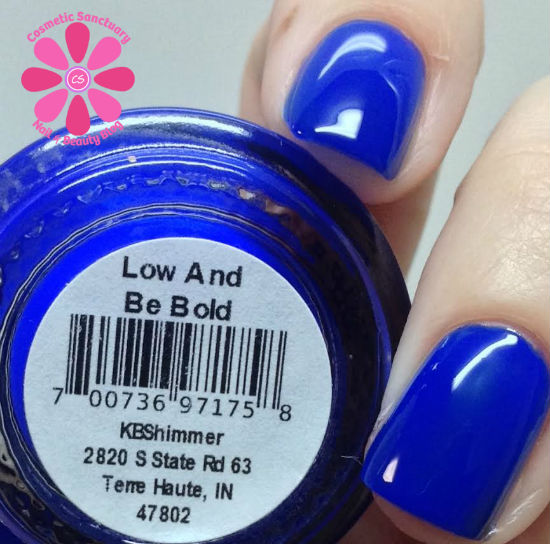 Cosmetic Sanctuary
CS
Nail & Beauty Blog
Low And
Be Bold
7 00736 97175 8
KBShimmer
2820 S State Rd 63
Terre Haute, IN
47802